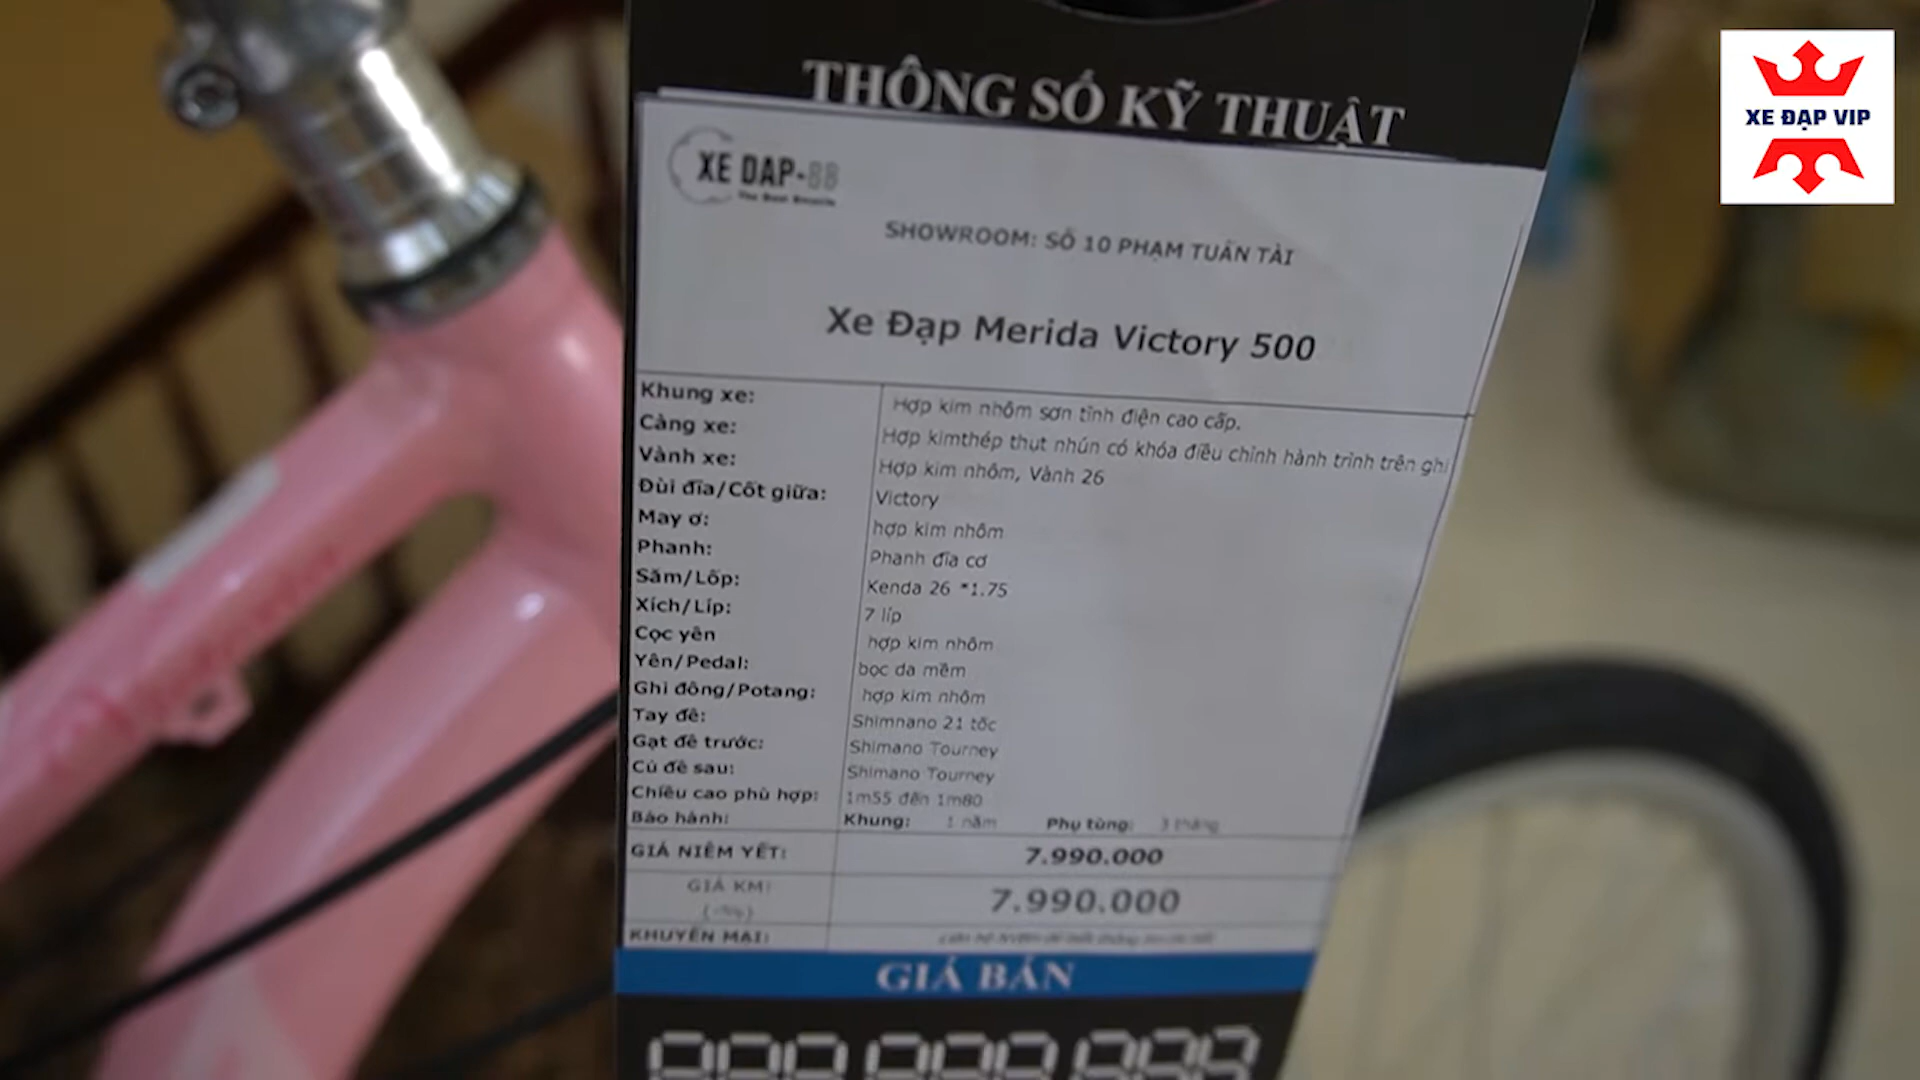 THÔNG SỐ KỸ THUẬT
XE ĐẠP VIP
XE DAP-88
SHOWROOM: SỐ 10 PHẠM TUẤN TÀI
Xe Đạp Merida Victory 500
Khung xe: Hợp kim nhôm sơn tĩnh điện cao cấp.
Càng xe: Hợp kimthép thụt nhún có khóa điều chỉnh hành trình trên ghi
Vành xe: Hợp kim nhôm, Vành 26
Đùi đĩa/Cốt giữa: Victory
May ơ: hợp kim nhôm
Phanh: Phanh đĩa cơ
Săm/Lốp: Kenda 26 *1.75
Xích/Líp: 7 líp
Cọc yên hợp kim nhôm
Yên/Pedal: bọc da mềm
Ghi đông/Potang: hợp kim nhôm
Tay đề: Shimnano 21 tốc
Gạt đề trước: Shimano Tourney
Củ đề sau: Shimano Tourney
Chiều cao phù hợp: 1m55 đến 1m80
Bảo hành: Khung: 1 năm Phụ tùng: 3 tháng
GIÁ NIÊM YẾT: 7.990.000
GIÁ KM: 7.990.000
KHUYẾN MẠI:
GIÁ BÁN